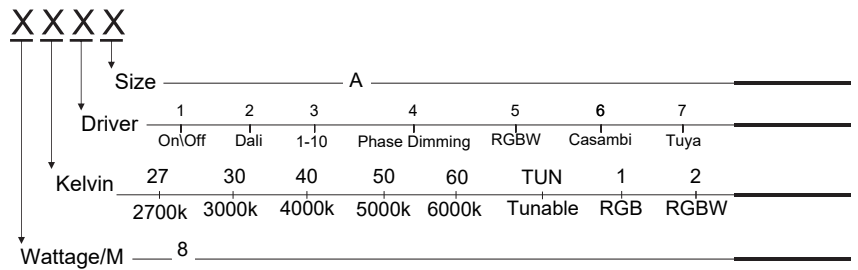 X X X X
Size A
1 2 3 4 5 6 7
Driver
On\Off Dali 1-10 Phase Dimming RGBW Casambi Tuya
27 30 40 50 60 TUN 1 2
Kelvin
2700k 3000k 4000k 5000k 6000k Tunable RGB RGBW
Wattage/M 8